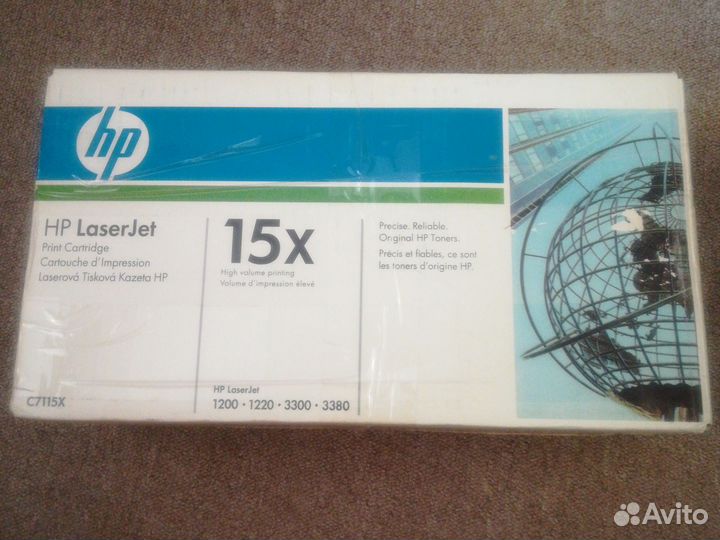 hp
HP LaserJet
Print Cartridge
Cartouche d'Impression
Laserová Tisková Kazeta HP
C7115X
15x
High volume printing
Volume d'impression élevé
HP LaserJet
1200 • 1220 • 3300 • 3380
Precise. Reliable.
Original HP Toners.
Précis et fiables, ce sont
les toners d'origine HP.
Avito